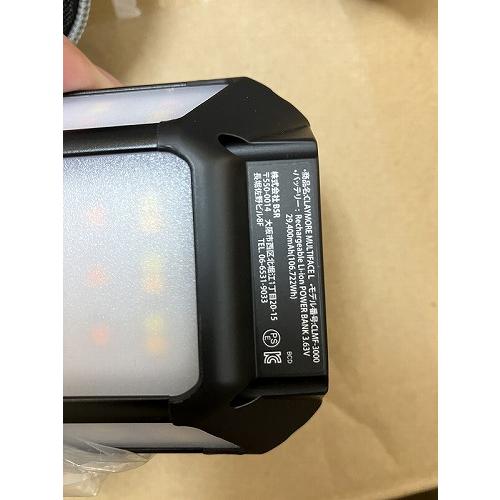 •商品名:CLAYMORE MULTIFACE L •モデル番号:CLMF-3000
•バッテリー : Rechargeable Li-ion POWER BANK 3.63V
29,400mAh(106.722Wh)
株式会社 BSR
〒550-0014 大阪市西区北堀江1丁目20-15
長堀佐野ビル8F TEL. 06-6531-9033
PS
E
BCD